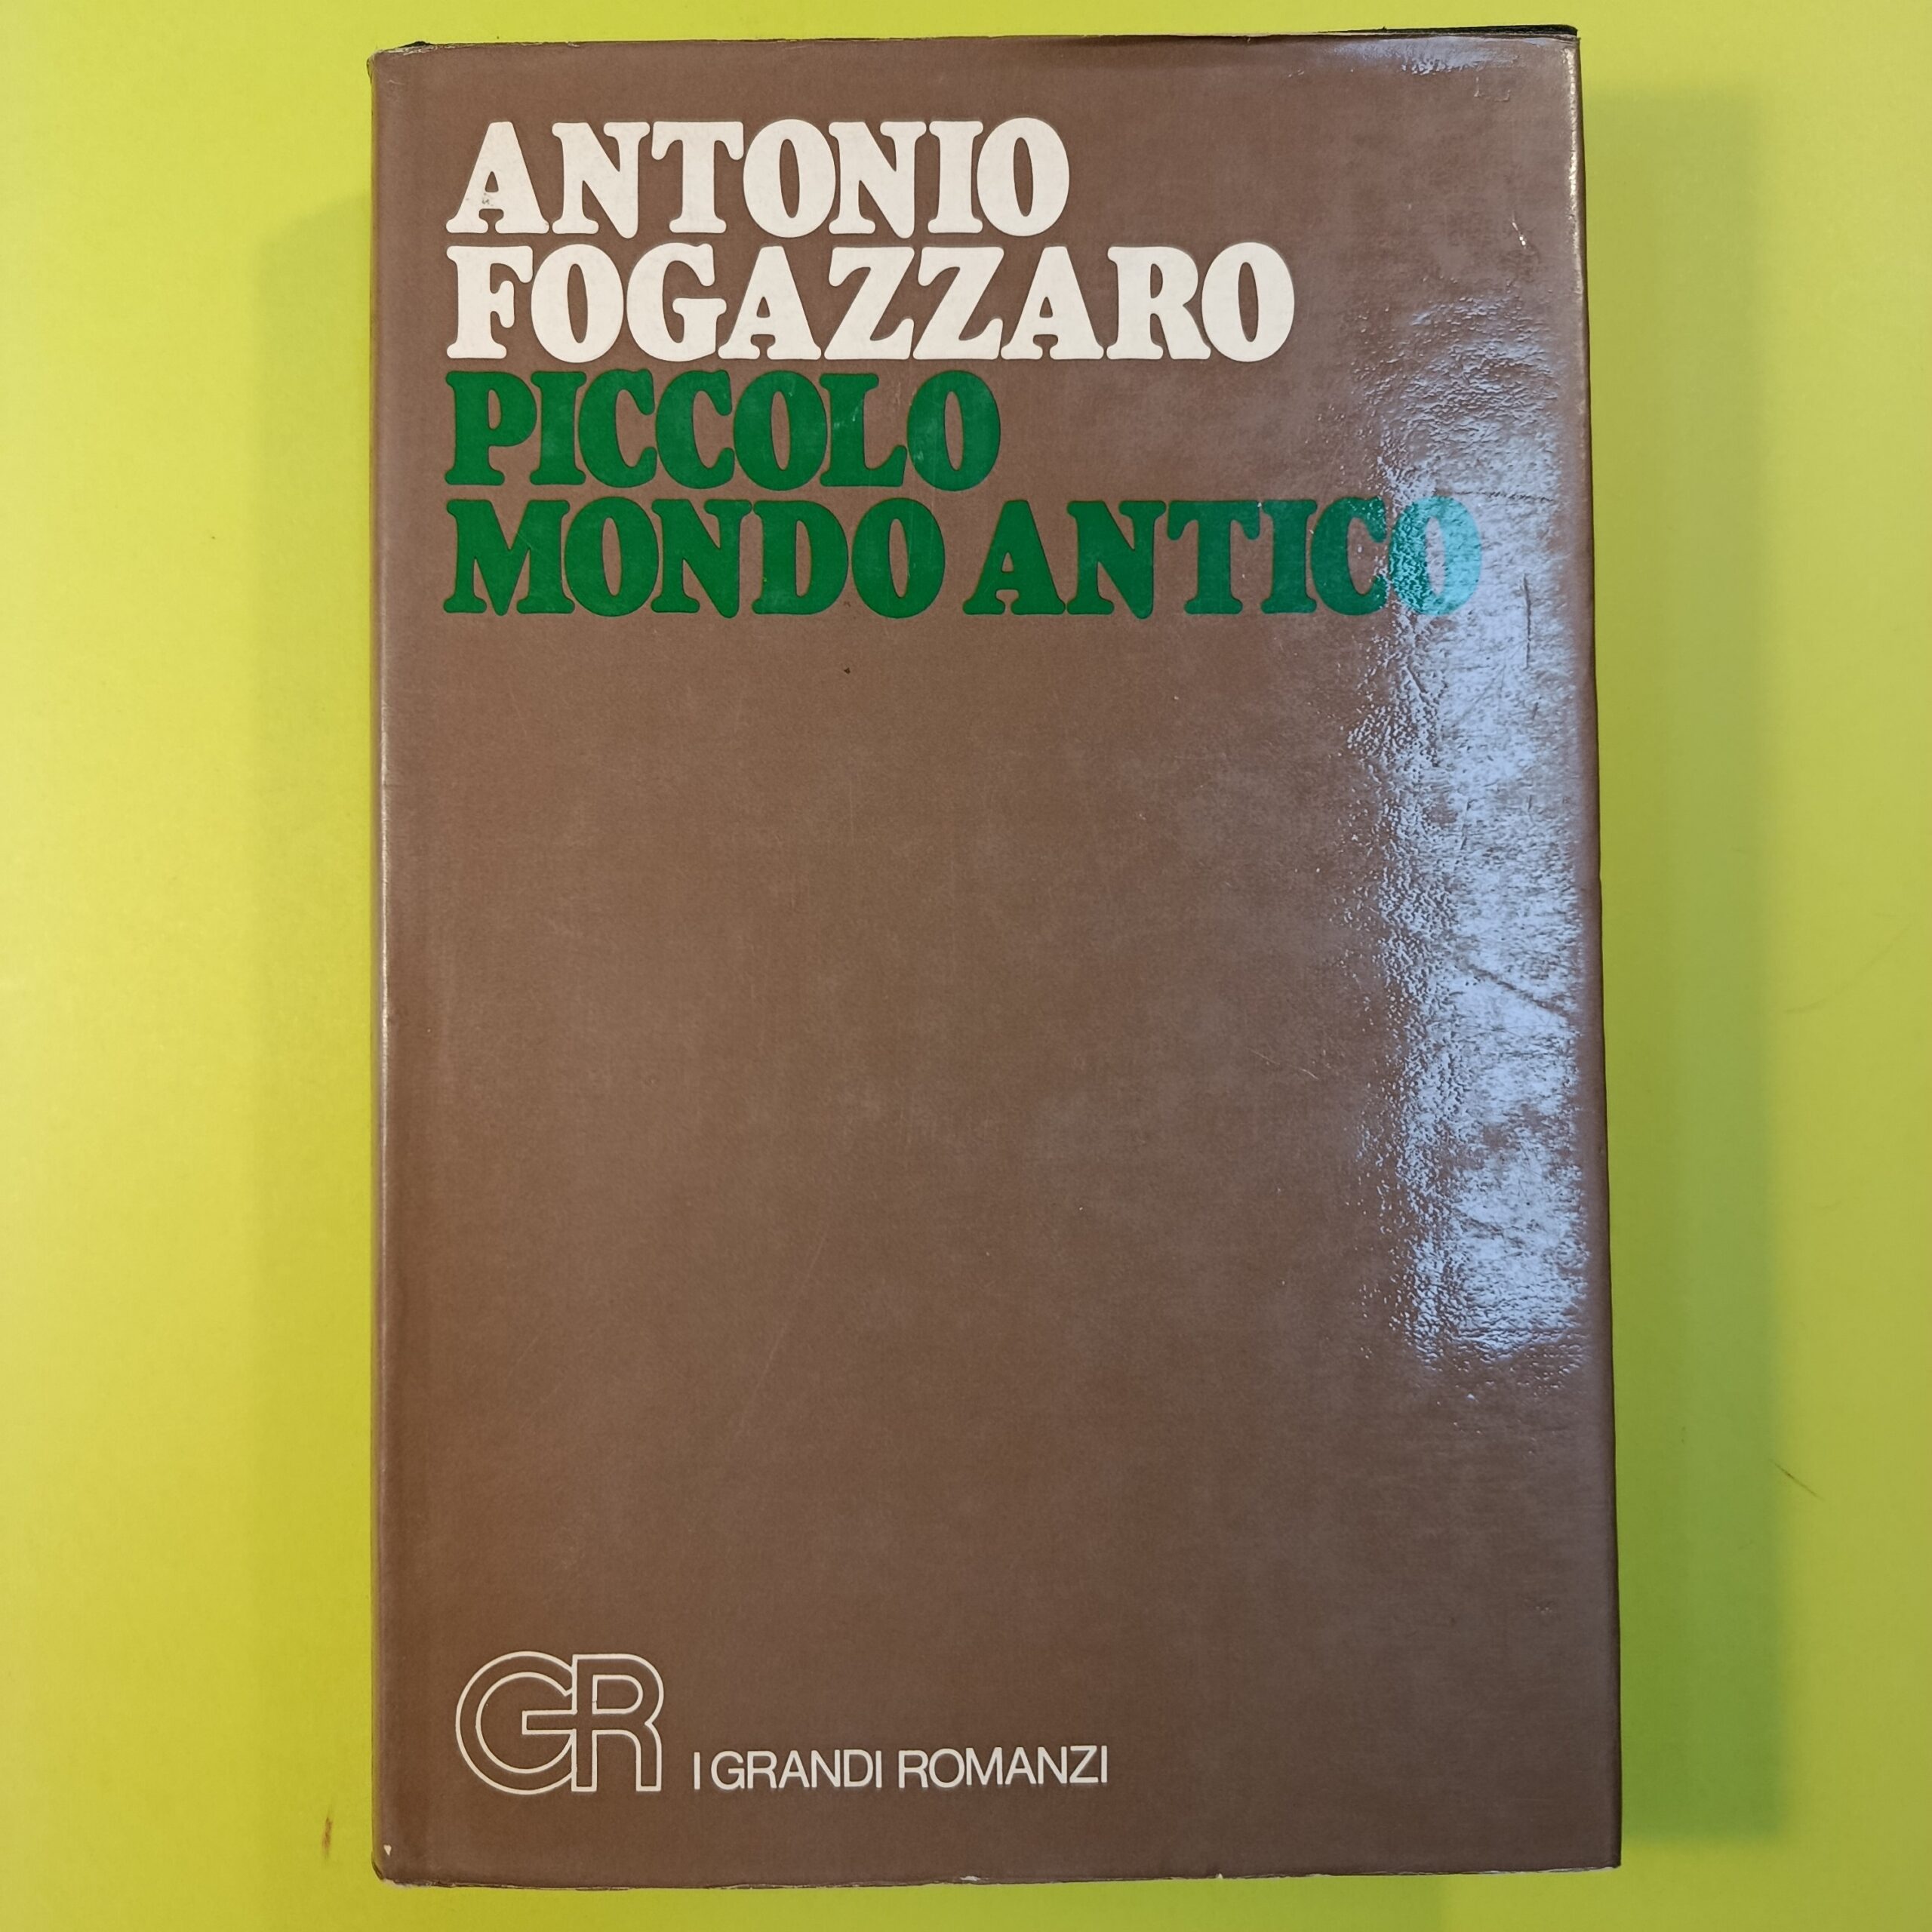 ANTONIO
FOGAZZARO
PICCOLO
MONDO ANTICO
GR I GRANDI ROMANZI